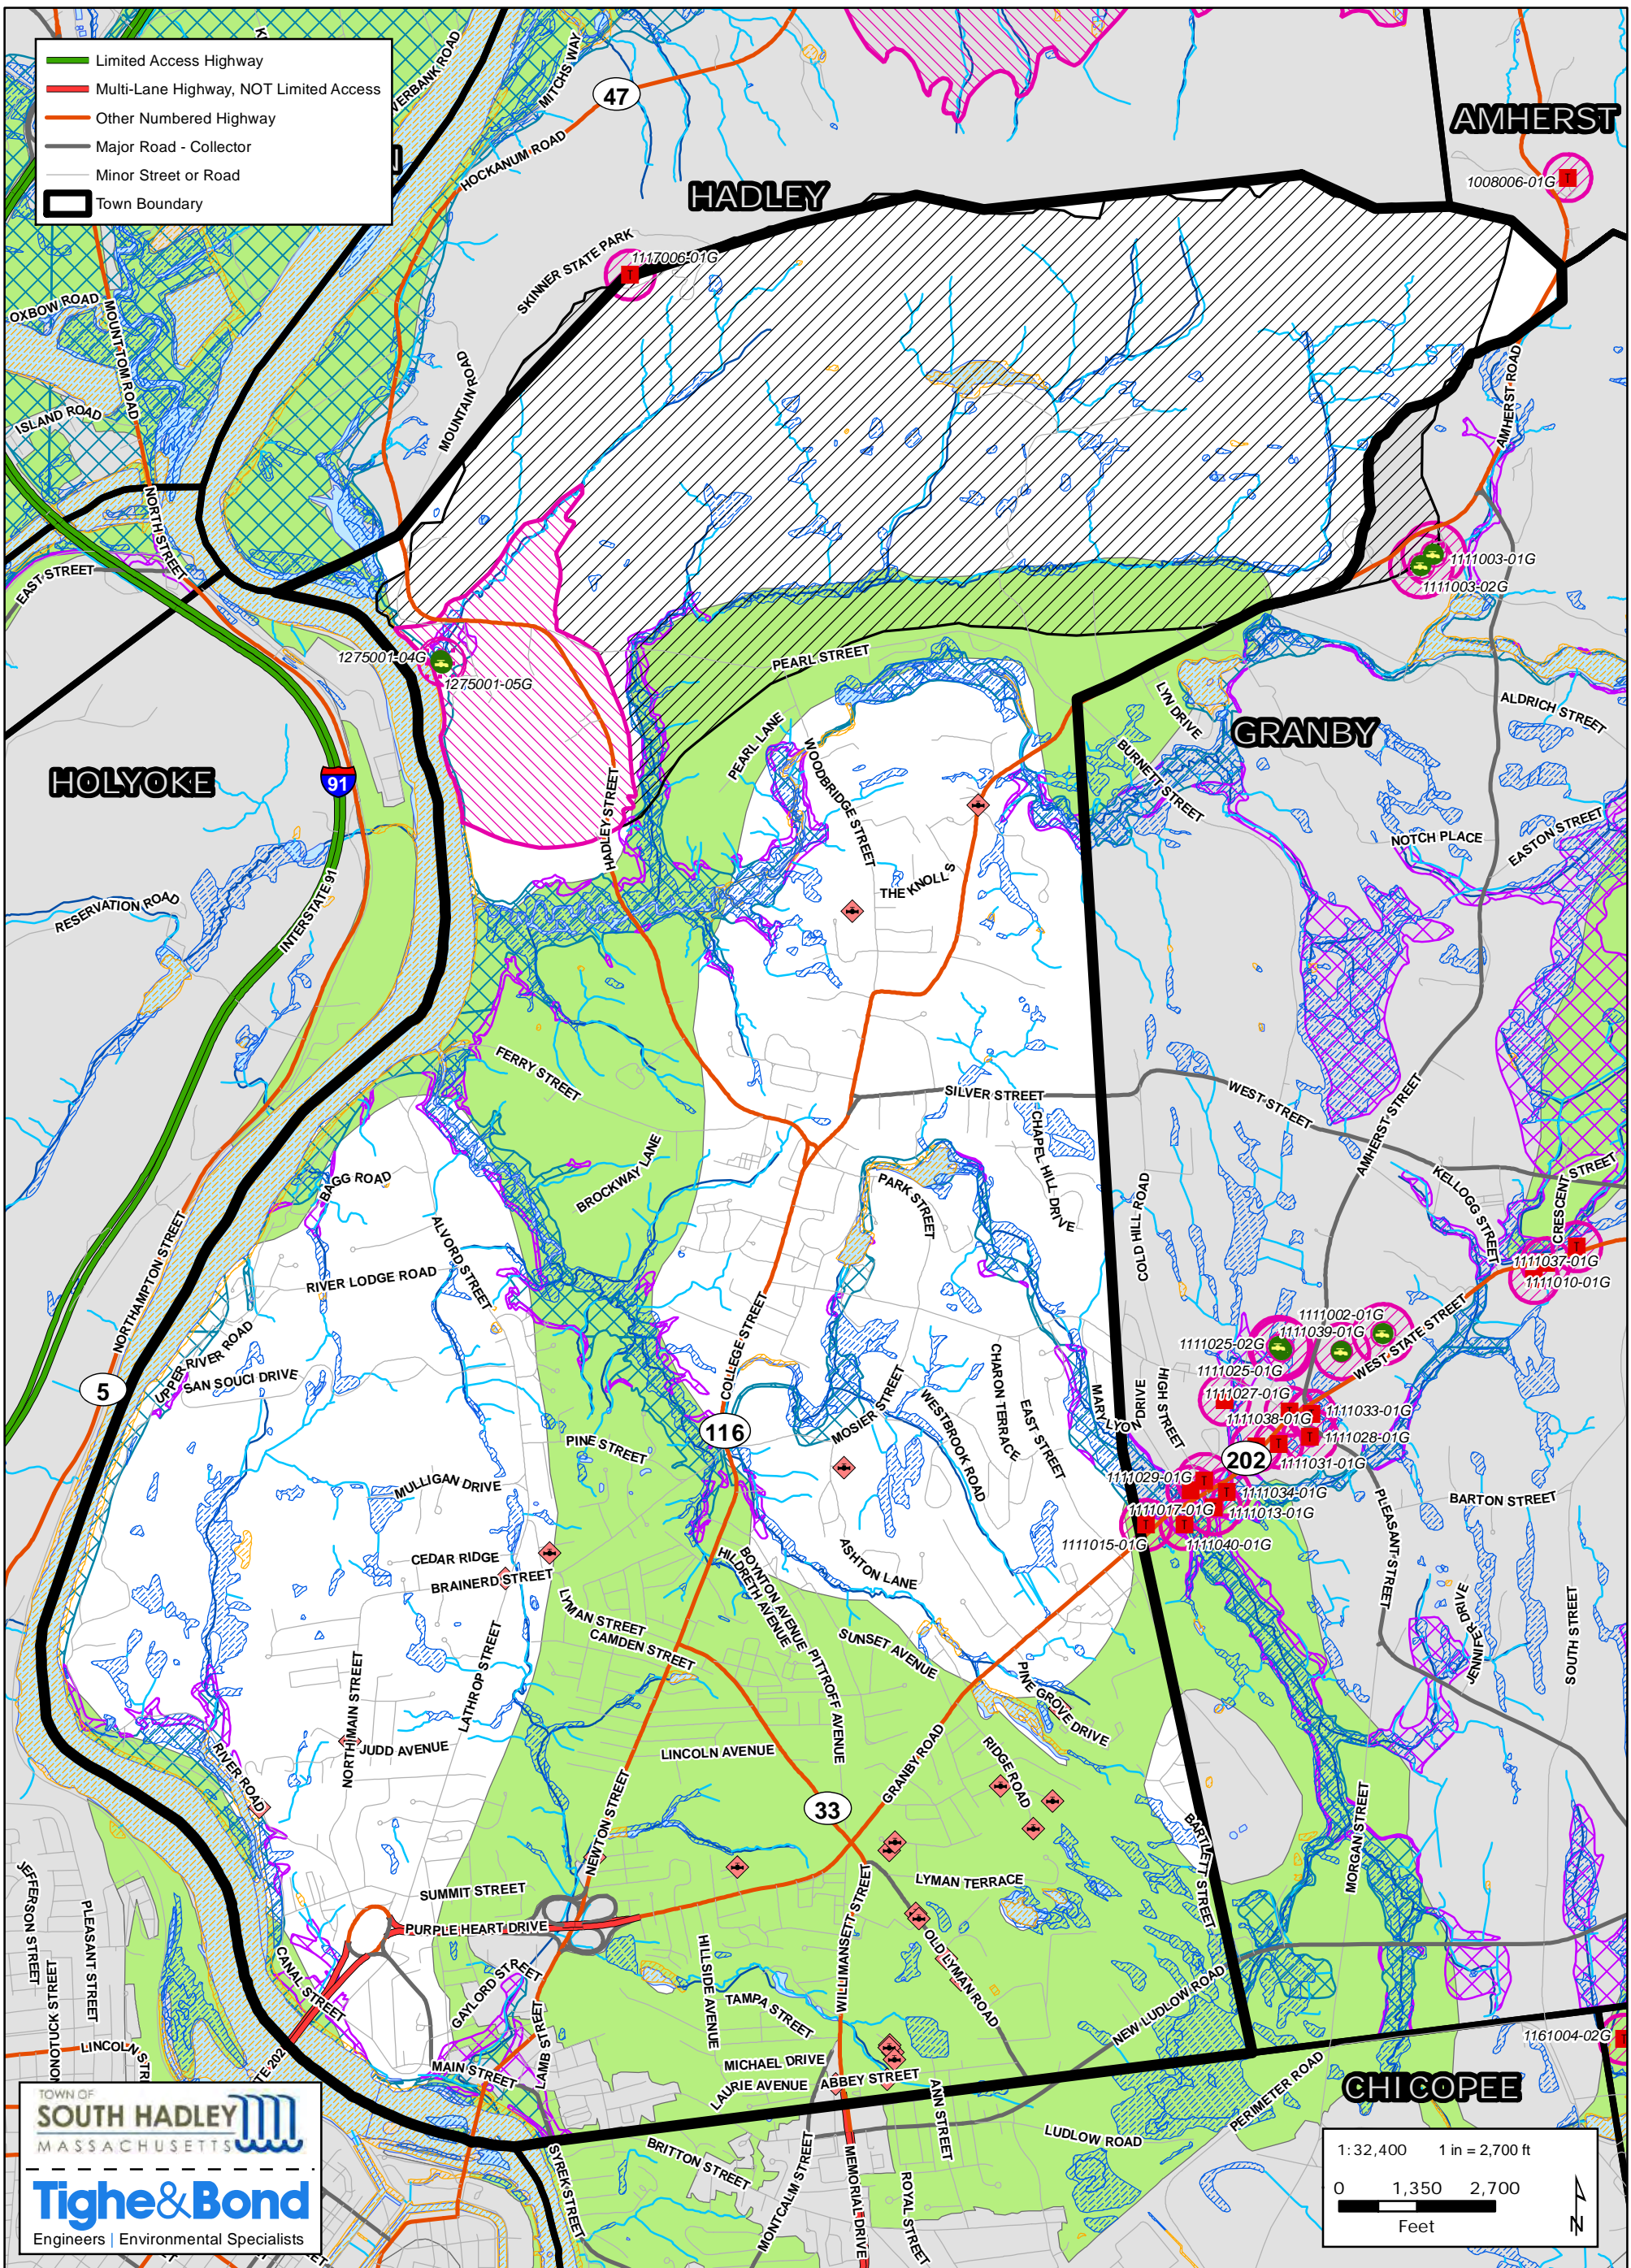 Limited Access Highway
Multi-Lane Highway, NOT Limited Access
Other Numbered Highway
Major Road - Collector
Minor Street or Road
Town Boundary
VERBANK ROAD
MITCHS WAY
47
HOCKANUM ROAD
AMHERST
1008006-01G
HADLEY
SKINNER STATE PARK
1117006-01G
OXBOW ROAD
MOUNT TOM ROAD
ISLAND ROAD
MOUNTAIN ROAD
AMHERST ROAD
NORTH STREET
EAST STREET
1111003-01G
1111003-02G
1275001-04G
1275001-05G
PEARL STREET
LYN DRIVE
ALDRICH STREET
GRANBY
PEARL LANE
WOODBRIDGE STREET
BURNETT STREET
HOLYOKE
91
HADLEY STREET
NOTCH PLACE
EASTON STREET
THE KNOLLS
RESERVATION ROAD
INTERSTATE 91
FERRY STREET
SILVER STREET
CHAPEL HILL DRIVE
WEST STREET
AMHERST STREET
BROCKWAY LANE
BAGG ROAD
PARK STREET
COLD HILL ROAD
KELLOGG STREET
CRESCENT STREET
ALVORD STREET
RIVER LODGE ROAD
NORTHAMPTON STREET
1111037-01G
1111010-01G
UPPER RIVER ROAD
SAN SOUCI DRIVE
5
COLLEGE STREET
1111002-01G
1111039-01G
1111025-02G
1111025-01G
WEST STATE STREET
CHARON TERRACE
EAST STREET
MARY LYON DRIVE
HIGH STREET
1111027-01G
1111033-01G
1111038-01G
1111028-01G
1111031-01G
116
MOSIER STREET
WESTBROOK ROAD
PINE STREET
202
1111029-01G
1111034-01G
1111017-01G
1111013-01G
1111015-01G
1111040-01G
MULLIGAN DRIVE
PLEASANT STREET
BARTON STREET
CEDAR RIDGE
BRAINERD STREET
HILDRETH AVENUE
BOYNTON AVENUE
ASHTON LANE
LYMAN STREET
CAMDEN STREET
PITTROFF AVENUE
SUNSET AVENUE
JENNIFER DRIVE
SOUTH STREET
NORTH MAIN STREET
LATHROP STREET
PINE GROVE DRIVE
JUDD AVENUE
RIVER ROAD
LINCOLN AVENUE
GRANBY ROAD
RIDGE ROAD
NEWTON STREET
33
BARTLETT STREET
MORGAN STREET
SUMMIT STREET
PURPLE HEART DRIVE
LYMAN TERRACE
JEFFERSON STREET
PLEASANT STREET
NONOTUCK STREET
CANAL STREET
GAYLORD STREET
LAMB STREET
HILLSIDE AVENUE
WILLIMANSETT STREET
OLD LYMAN ROAD
TAMPA STREET
NEW LUDLOW ROAD
MICHAEL DRIVE
LAURIE AVENUE
ABBEY STREET
ANN STREET
MAIN STREET
PERIMETER ROAD
1161004-02G
CHICOPEE
LUDLOW ROAD
BRITTON STREET
SYREK STREET
MONTCALM STREET
MEMORIAL DRIVE
ROYAL STREET
TOWN OF
SOUTH HADLEY
MASSACHUSETTS
Tighe&Bond
Engineers | Environmental Specialists
1:32,400 1 in = 2,700 ft
0 1,350 2,700
Feet
N